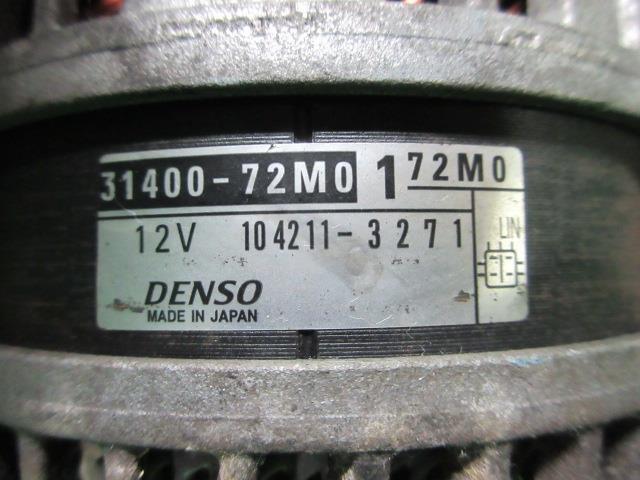 31400-72M0 1 72M0
12V 104211-3271 LIN
DENSO
MADE IN JAPAN